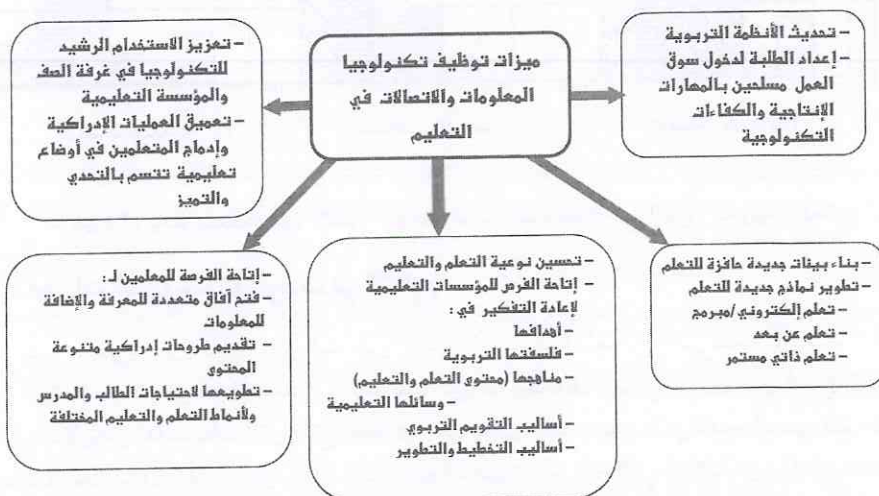 ميزات توظيف تكنولوجيا
المعلومات والاتصالات في
التعليم
– تحديث الأنظمة التربوية
– إعداد الطلبة لدخول سوق
العمل مسلحين بالمهارات
الإنتاجية والكفاءات
التكنولوجية
– تعزيز الاستخدام الرشيد
للتكنولوجيا في غرفة الصف
والمؤسسة التعليمية
– تعميق العمليات الإدراكية
وإدماج المتعلمين في أوضاع
تعليمية تتسم بالتحدي
والتميز
– بناء بيئات جديدة حافزة للتعلم
– تطوير نماذج جديدة للتعلم
– تعلم إلكتروني/مبرمج
– تعلم عن بعد
– تعلم ذاتي مستمر
– تحسين نوعية التعلم والتعليم
– إتاحة الفرص للمؤسسات التعليمية
لإعادة التفكير في:
– أهدافها
– فلسفتها التربوية
– مناهجها (محتوى التعلم والتعليم)
– وسائلها التعليمية
– أساليب التقويم التربوي
– أساليب التخطيط والتطوير
– إتاحة الفرصة للمعلمين لـ:
– فتح آفاق متعددة للمعرفة والإضافة
للمعلومات
– تقديم طروحات إدراكية متنوعة
المحتوى
– تطويعها لاحتياجات الطالب والمدرس
ولأنماط التعلم والتعليم المختلفة